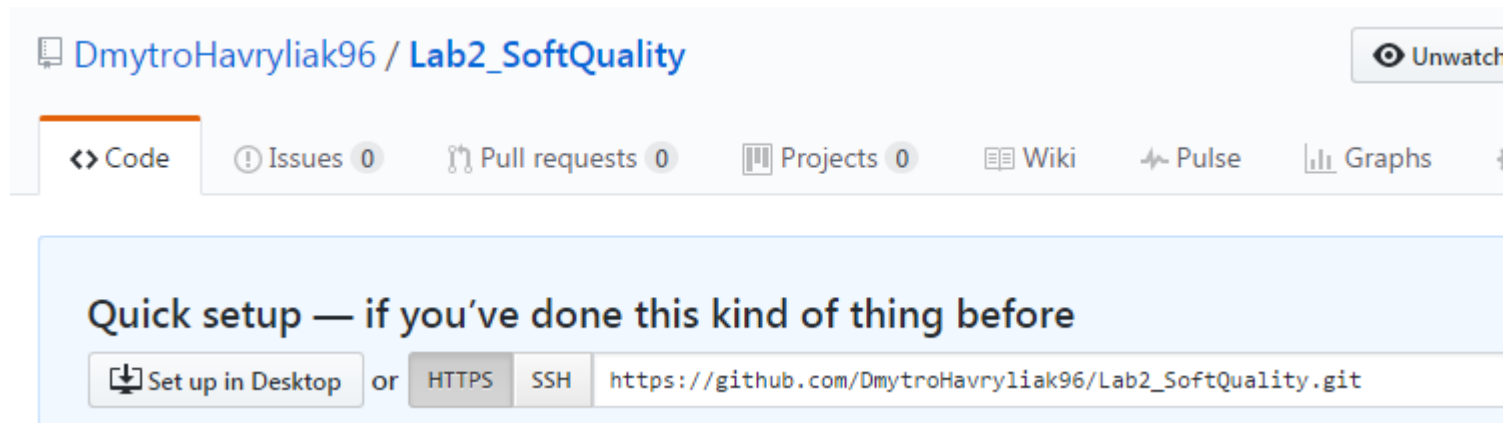 DmytroHavryliak96 / Lab2_SoftQuality Unwatch
<> Code Issues 0 Pull requests 0 Projects 0 Wiki Pulse Graphs
Quick setup — if you’ve done this kind of thing before
Set up in Desktop or HTTPS SSH https://github.com/DmytroHavryliak96/Lab2_SoftQuality.git